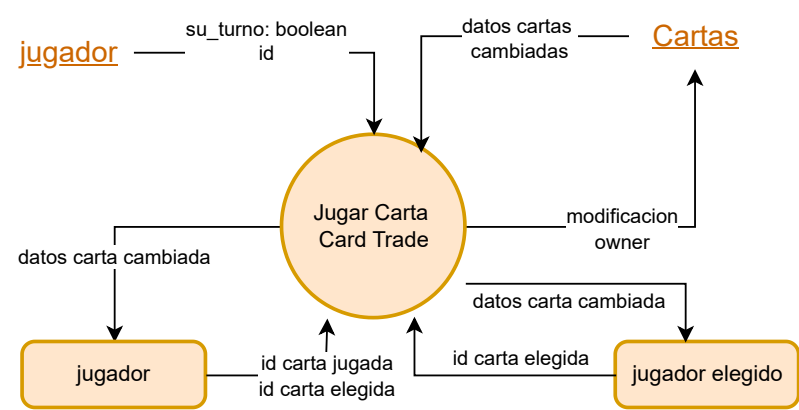 su_turno: boolean
id
jugador
datos cartas
cambiadas
Cartas
Jugar Carta
Card Trade
modificacion
owner
datos carta cambiada
datos carta cambiada
id carta jugada
id carta elegida
id carta elegida
jugador
jugador elegido